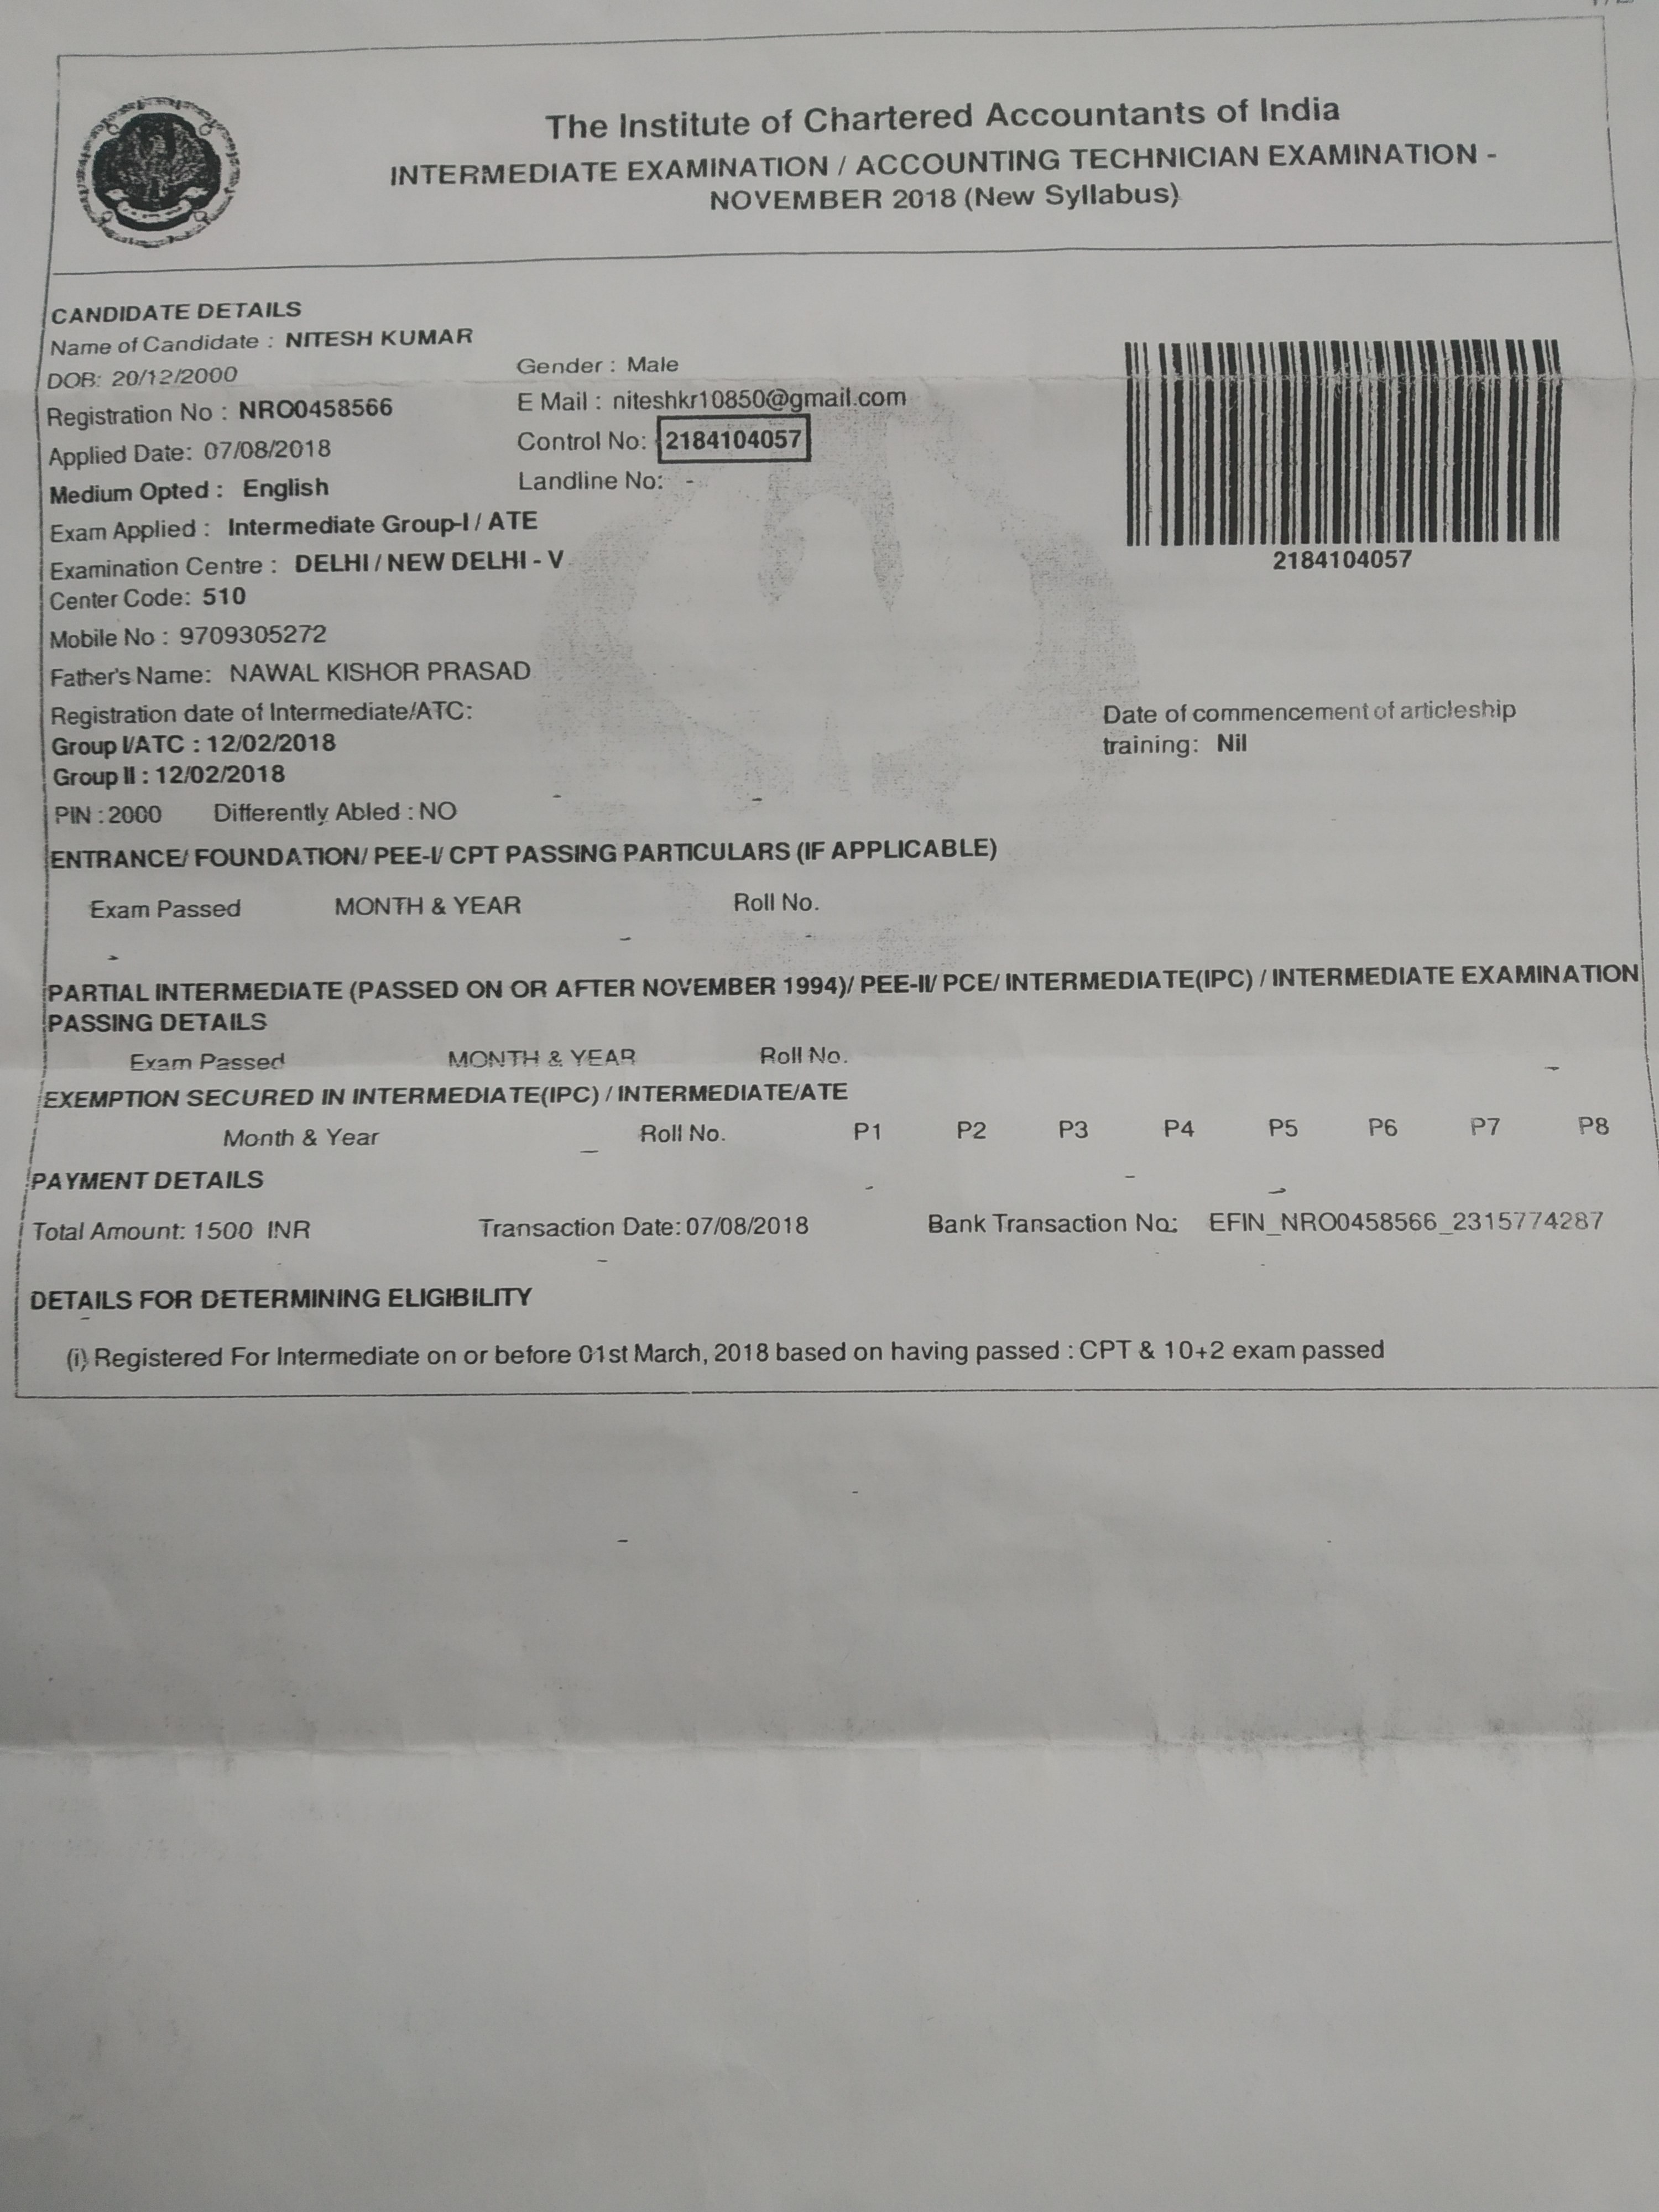 The Institute of Chartered Accountants of India
INTERMEDIATE EXAMINATION / ACCOUNTING TECHNICIAN EXAMINATION -
NOVEMBER 2018 (New Syllabus)
CANDIDATE DETAILS
Name of Candidate : NITESH KUMAR
DOB: 20/12/2000 Gender : Male
Registration No : NRO0458566 E Mail : niteshkr10850@gmail.com
Applied Date: 07/08/2018 Control No: 2184104057
Medium Opted : English Landline No: -
Exam Applied : Intermediate Group-I / ATE
Examination Centre : DELHI / NEW DELHI - V
2184104057
Center Code: 510
Mobile No : 9709305272
Father's Name: NAWAL KISHOR PRASAD
Registration date of Intermediate/ATC: Date of commencement of articleship
Group I/ATC : 12/02/2018 training: Nil
Group II : 12/02/2018
PIN : 2000 Differently Abled : NO
ENTRANCE/ FOUNDATION/ PEE-I/ CPT PASSING PARTICULARS (IF APPLICABLE)
Exam Passed MONTH & YEAR Roll No.
PARTIAL INTERMEDIATE (PASSED ON OR AFTER NOVEMBER 1994)/ PEE-II/ PCE/ INTERMEDIATE(IPC) / INTERMEDIATE EXAMINATION
PASSING DETAILS
Exam Passed MONTH & YEAR Roll No.
EXEMPTION SECURED IN INTERMEDIATE(IPC) / INTERMEDIATE/ATE
Month & Year Roll No. P1 P2 P3 P4 P5 P6 P7 P8
PAYMENT DETAILS
Total Amount: 1500 INR Transaction Date: 07/08/2018 Bank Transaction No: EFIN_NRO0458566_2315774287
DETAILS FOR DETERMINING ELIGIBILITY
(i) Registered For Intermediate on or before 01st March, 2018 based on having passed : CPT & 10+2 exam passed